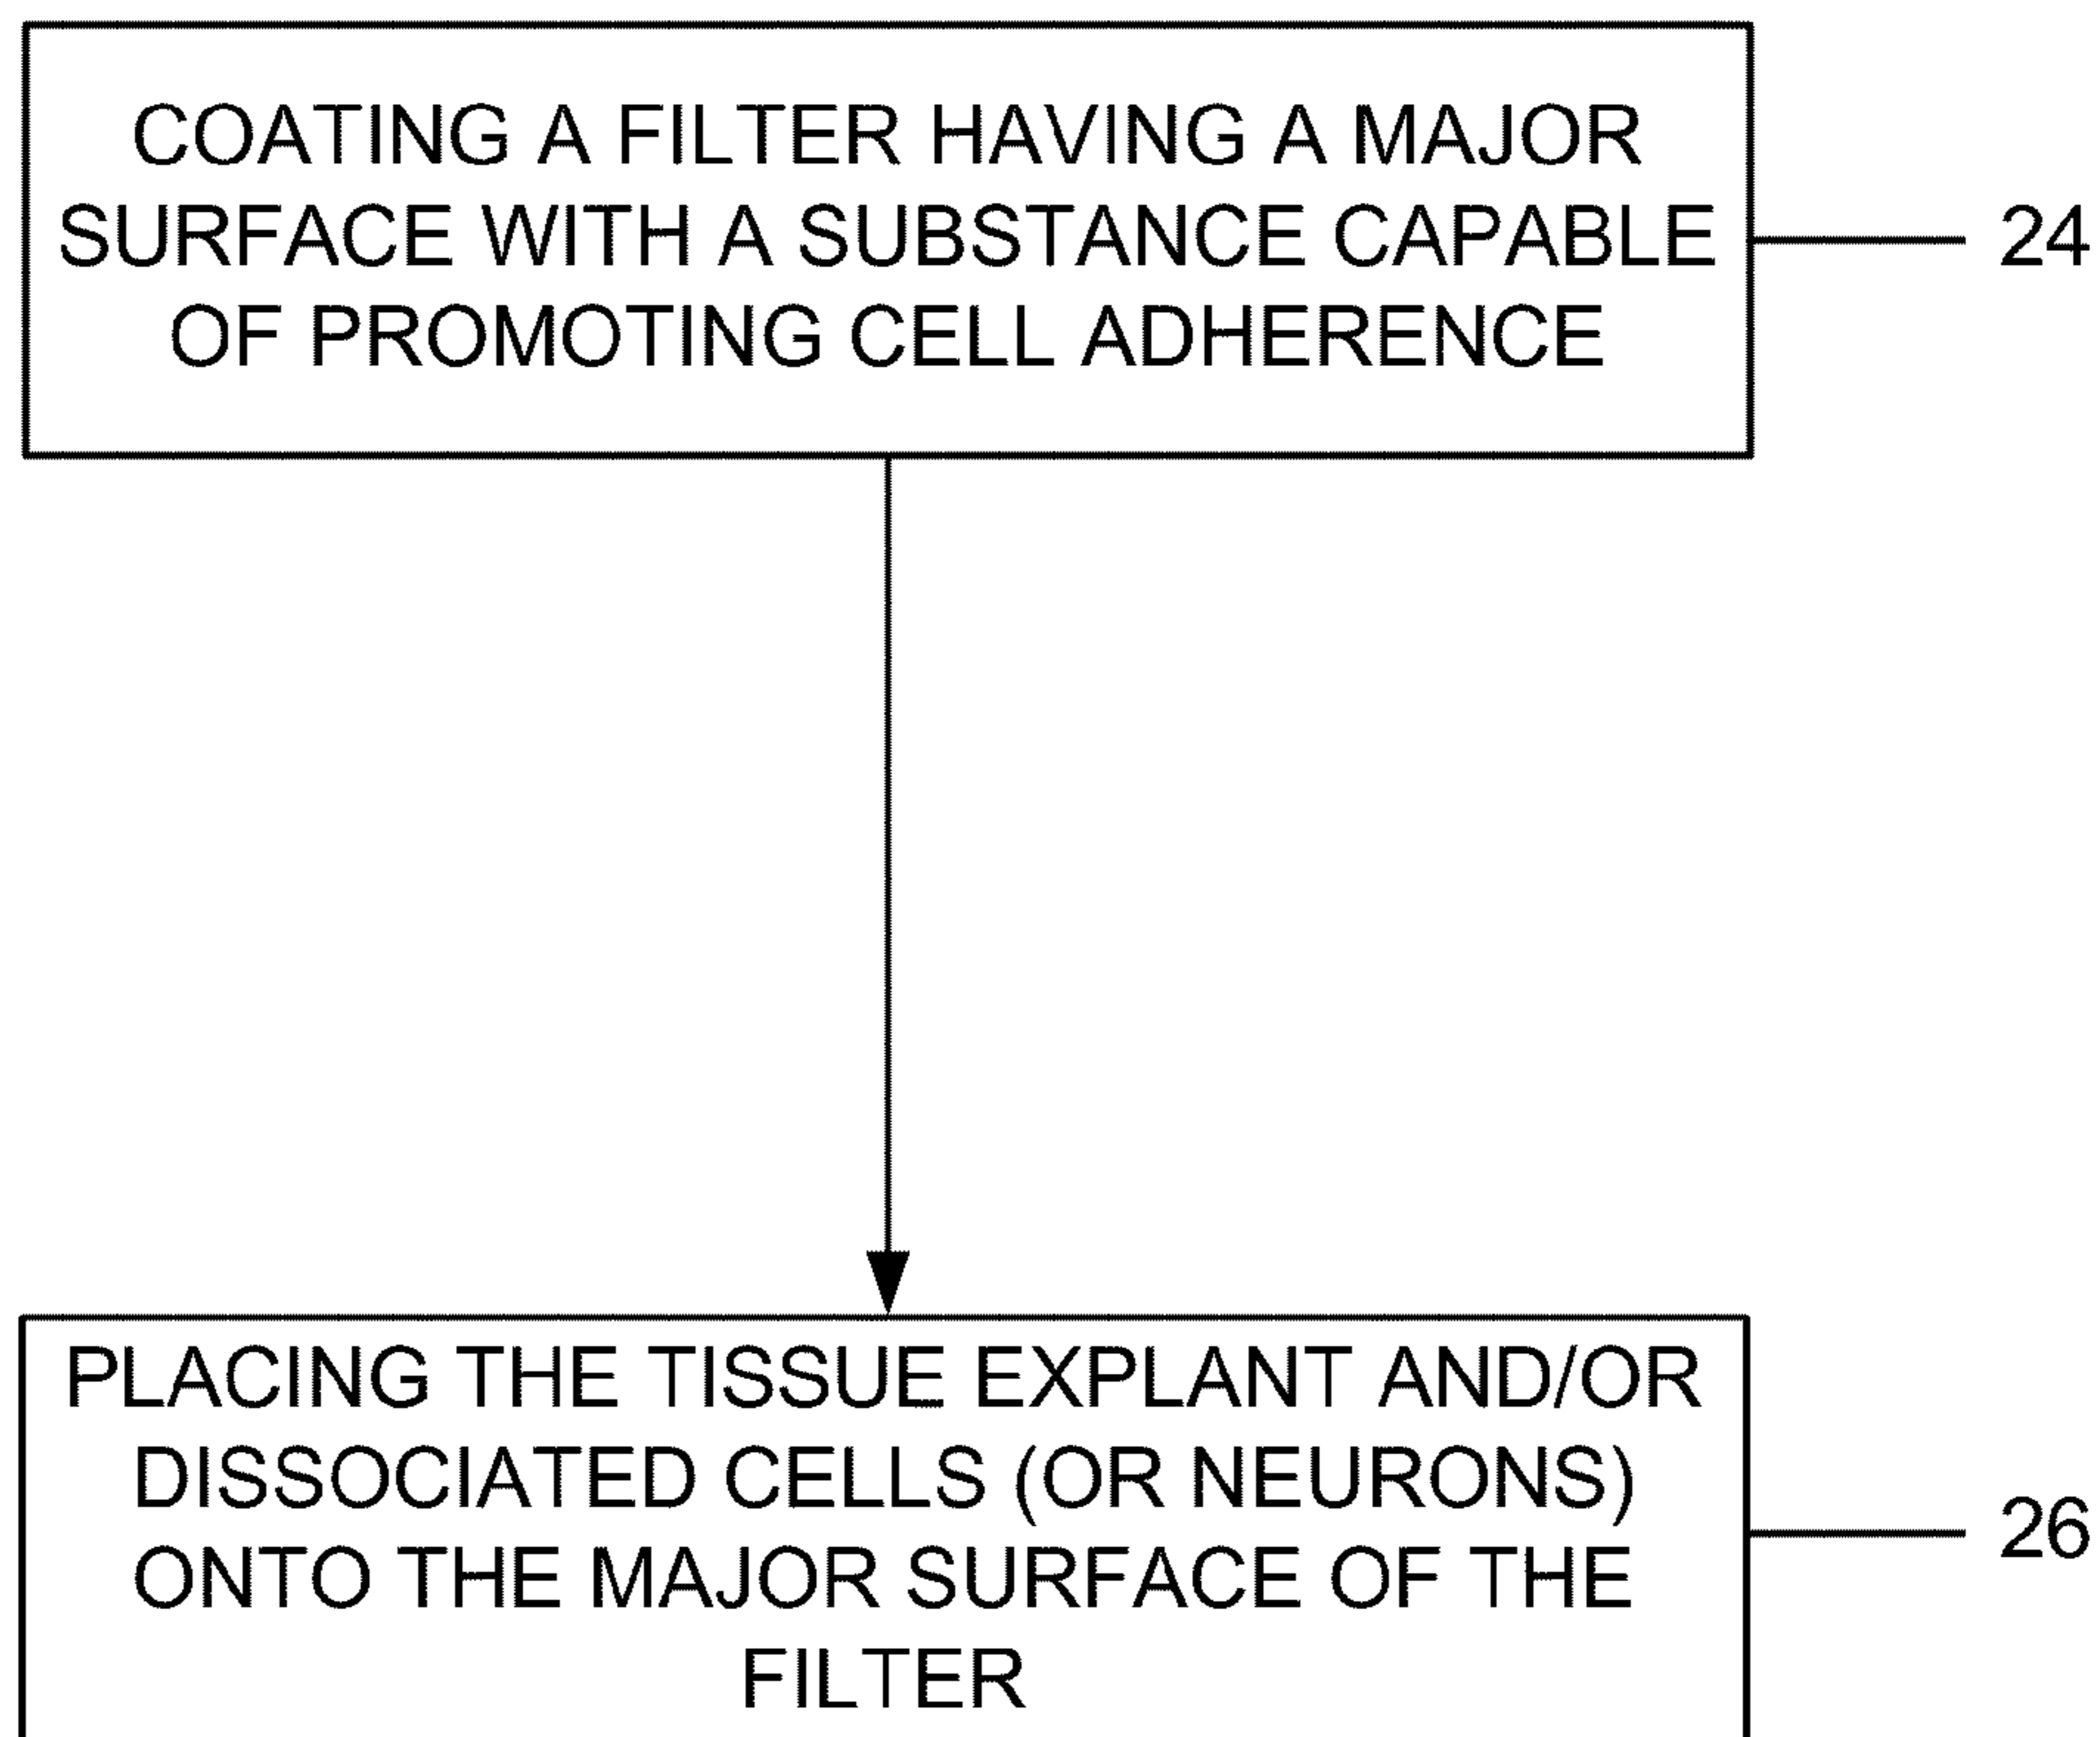 COATING A FILTER HAVING A MAJOR
SURFACE WITH A SUBSTANCE CAPABLE
OF PROMOTING CELL ADHERENCE
24
PLACING THE TISSUE EXPLANT AND/OR
DISSOCIATED CELLS (OR NEURONS)
ONTO THE MAJOR SURFACE OF THE
FILTER
26